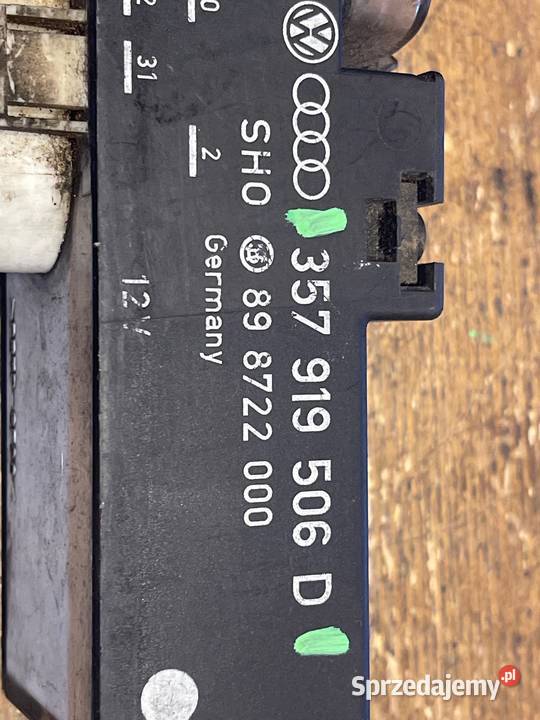 357 919 506 D
SHO 89 8722 000
Germany
2
31
12V
Sprzedajemy.pl